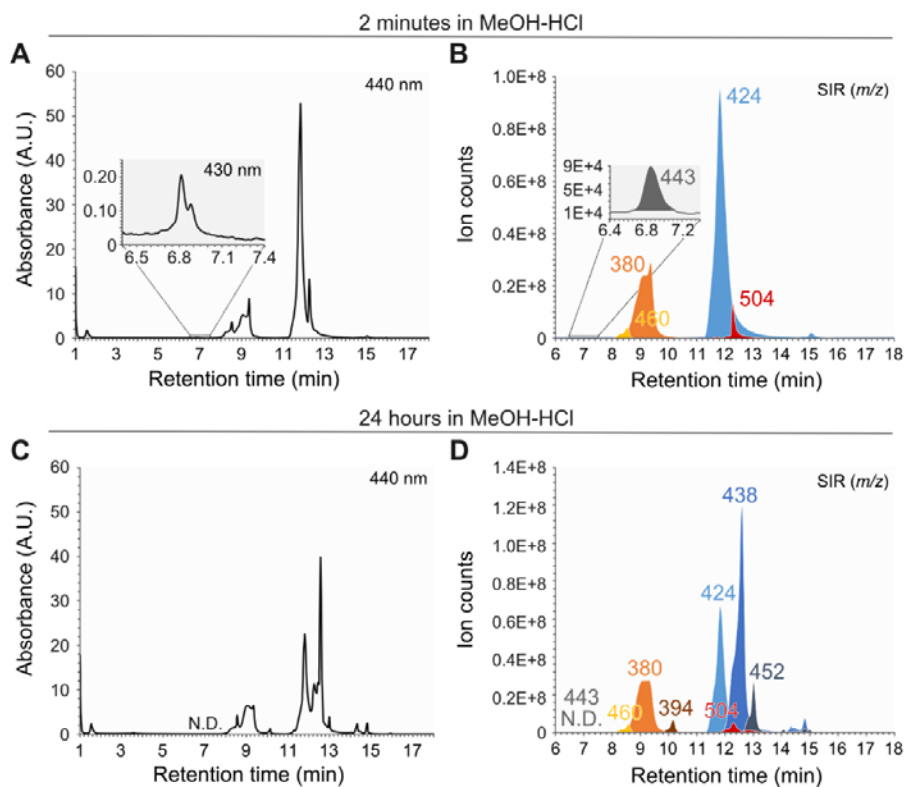 2 minutes in MeOH-HCl
A
440 nm
Absorbance (A.U.)
60
50
40
30
20
10
0
430 nm
0.20
0.10
0
6.5 6.8 7.1 7.4
1 3 5 7 9 11 13 15 17
Retention time (min)
B
SIR (m/z)
Ion counts
1.0E+8
0.8E+8
0.6E+8
0.4E+8
0.2E+8
0
424
9E+4
5E+4
1E+4
443
6.4 6.8 7.2
380
460
504
6 7 8 9 10 11 12 13 14 15 16 17 18
Retention time (min)
24 hours in MeOH-HCl
C
440 nm
Absorbance (A.U.)
60
50
40
30
20
10
0
N.D.
1 3 5 7 9 11 13 15 17
Retention time (min)
D
SIR (m/z)
Ion counts
1.4E+8
1.2E+8
1.0E+8
0.8E+8
0.6E+8
0.4E+8
0.2E+8
0
438
424
380
452
443
N.D.
460
394
504
6 7 8 9 10 11 12 13 14 15 16 17 18
Retention time (min)